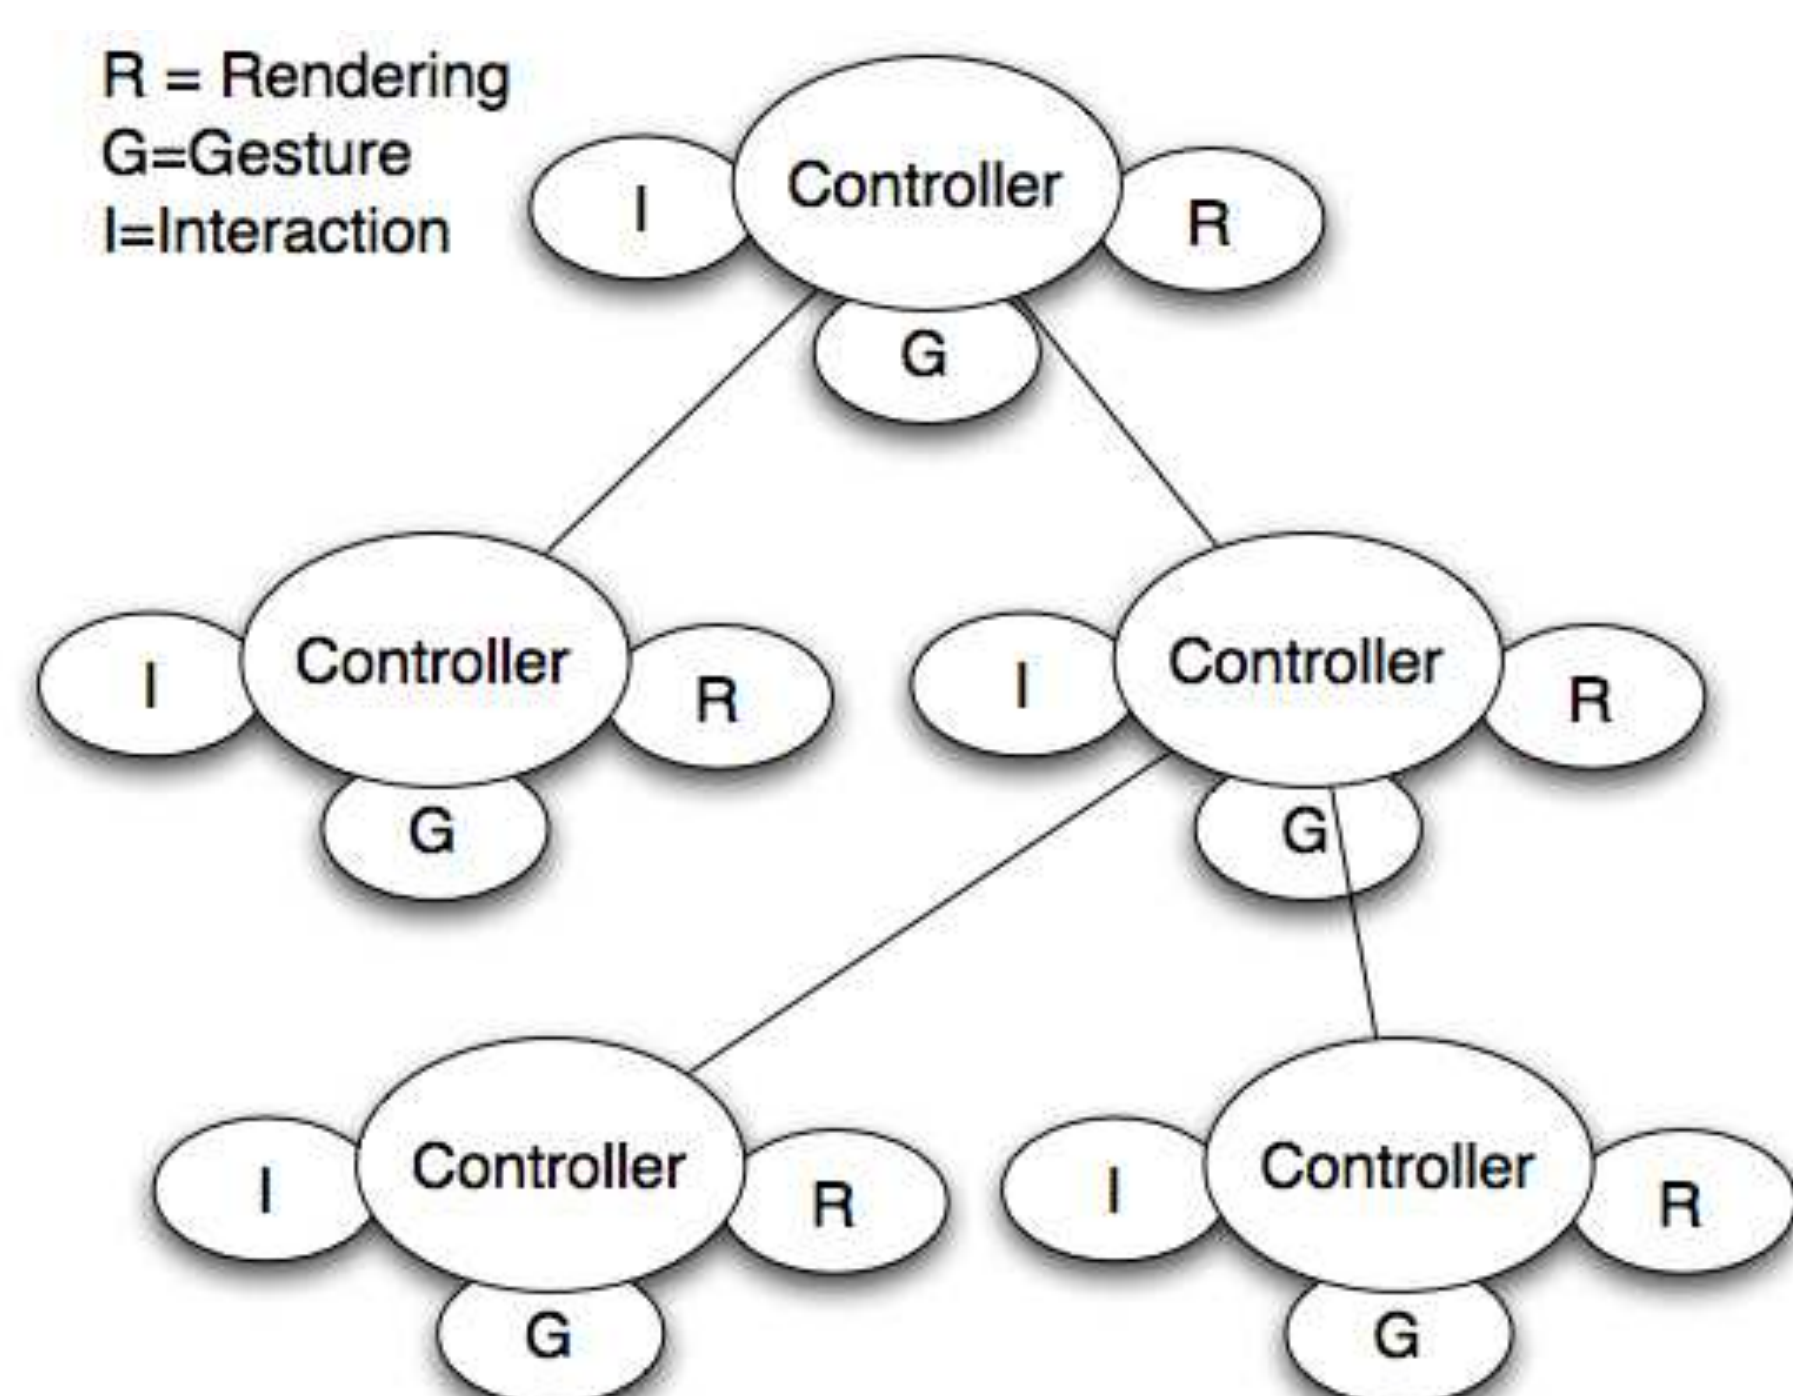 R = Rendering
G=Gesture
I=Interaction
I
Controller
R
G
I
Controller
R
G
I
Controller
R
G
I
Controller
R
G
I
Controller
R
G